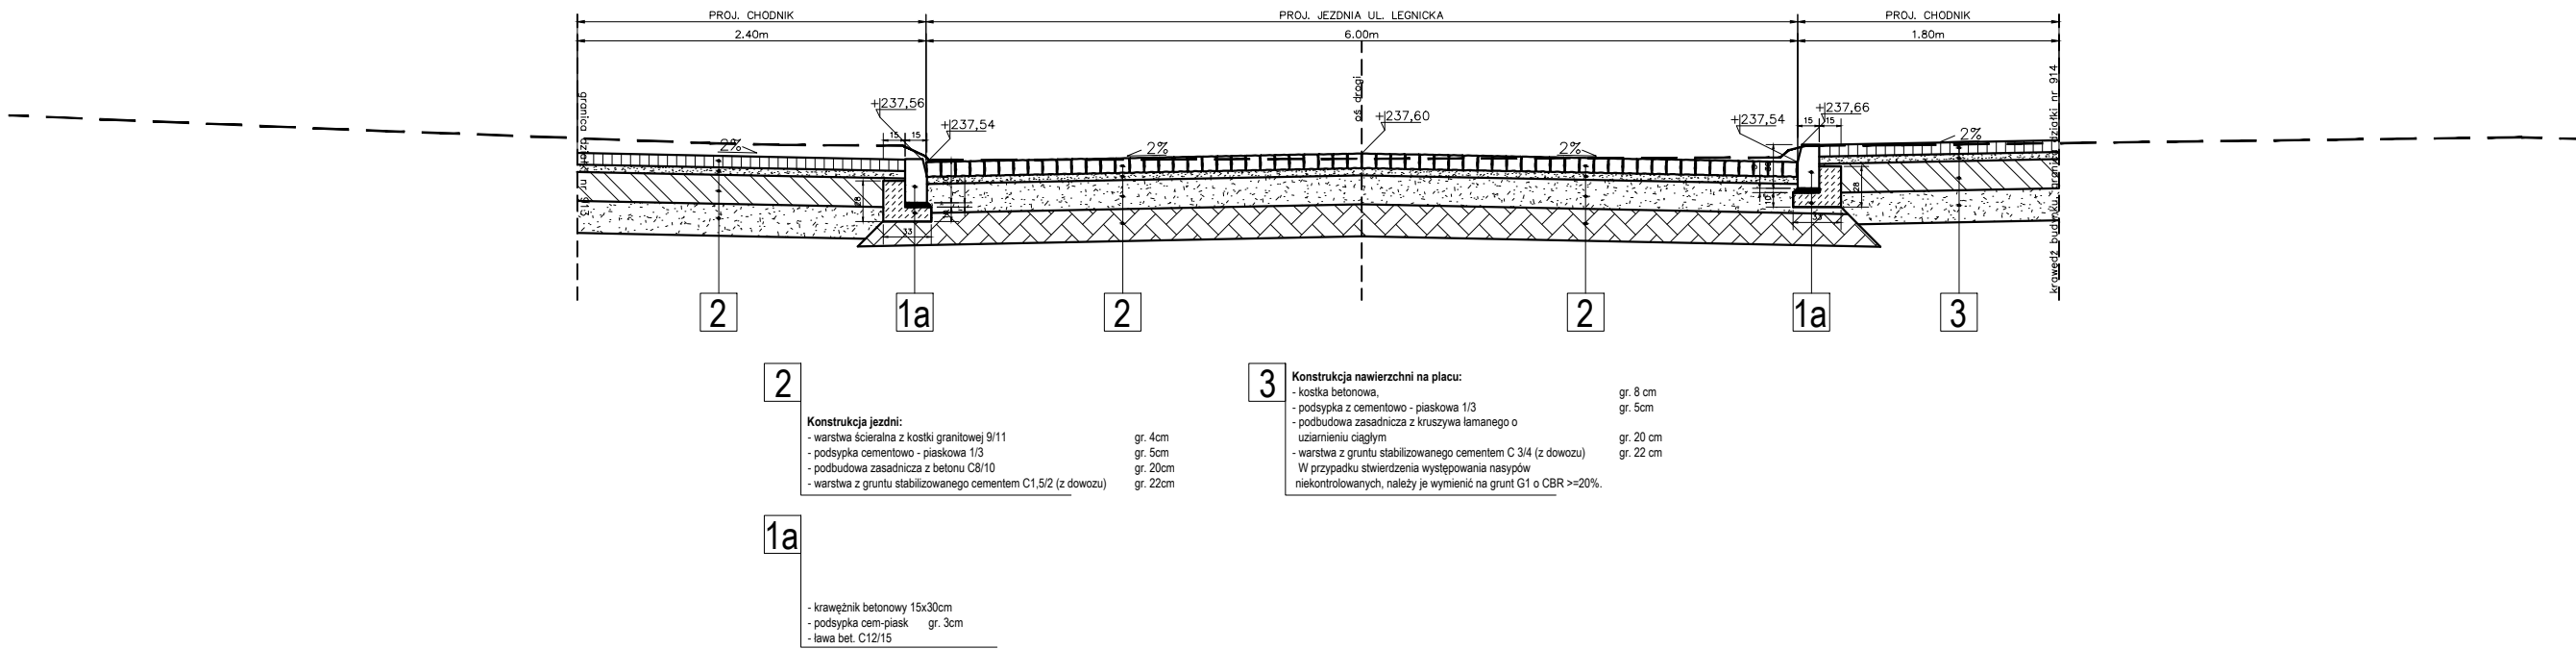 PROJ. CHODNIK
PROJ. JEZDNIA UL. LEGNICKA
PROJ. CHODNIK
2.40m
6.00m
1.80m
granica działki nr 913
oś drogi
krawędź budynku, granica działki nr 914
+237,56
+237,54
+237,60
+237,54
+237,66
15 15
15 15
2%
2%
2%
2%
28
33
10
28
33
2
1a
2
2
1a
3
2
Konstrukcja jezdni:
- warstwa ścieralna z kostki granitowej 9/11 gr. 4cm
- podsypka cementowo - piaskowa 1/3 gr. 5cm
- podbudowa zasadnicza z betonu C8/10 gr. 20cm
- warstwa z gruntu stabilizowanego cementem C1,5/2 (z dowozu) gr. 22cm
3
Konstrukcja nawierzchni na placu:
- kostka betonowa, gr. 8 cm
- podsypka z cementowo - piaskowa 1/3 gr. 5cm
- podbudowa zasadnicza z kruszywa łamanego o
uziarnieniu ciągłym gr. 20 cm
- warstwa z gruntu stabilizowanego cementem C 3/4 (z dowozu) gr. 22 cm
W przypadku stwierdzenia występowania nasypów
niekontrolowanych, należy je wymienić na grunt G1 o CBR >=20%.
1a
- krawężnik betonowy 15x30cm
- podsypka cem-piask gr. 3cm
- ława bet. C12/15